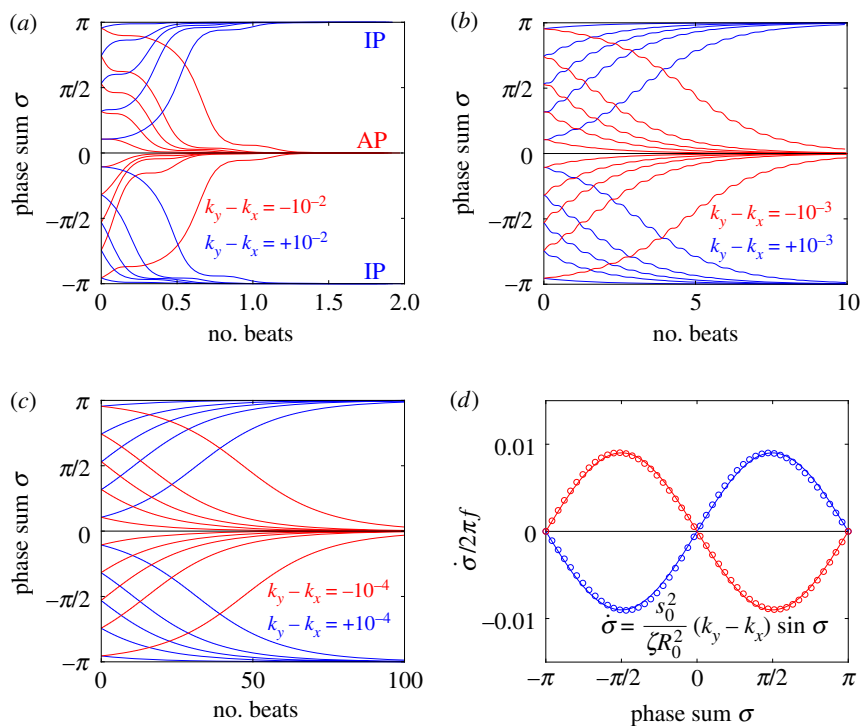 (a)
π
π/2
0
−π/2
−π
phase sum σ
IP
AP
k_y − k_x = −10^−2
k_y − k_x = +10^−2
IP
0
0.5
1.0
1.5
2.0
no. beats
(b)
π
π/2
0
−π/2
−π
phase sum σ
k_y − k_x = −10^−3
k_y − k_x = +10^−3
0
5
10
no. beats
(c)
π
π/2
0
−π/2
−π
phase sum σ
k_y − k_x = −10^−4
k_y − k_x = +10^−4
0
50
100
no. beats
(d)
0.01
0
−0.01
σ̇/2πf
σ̇ = s_0^2/ζR_0^2 (k_y − k_x) sin σ
−π
−π/2
0
π/2
π
phase sum σ